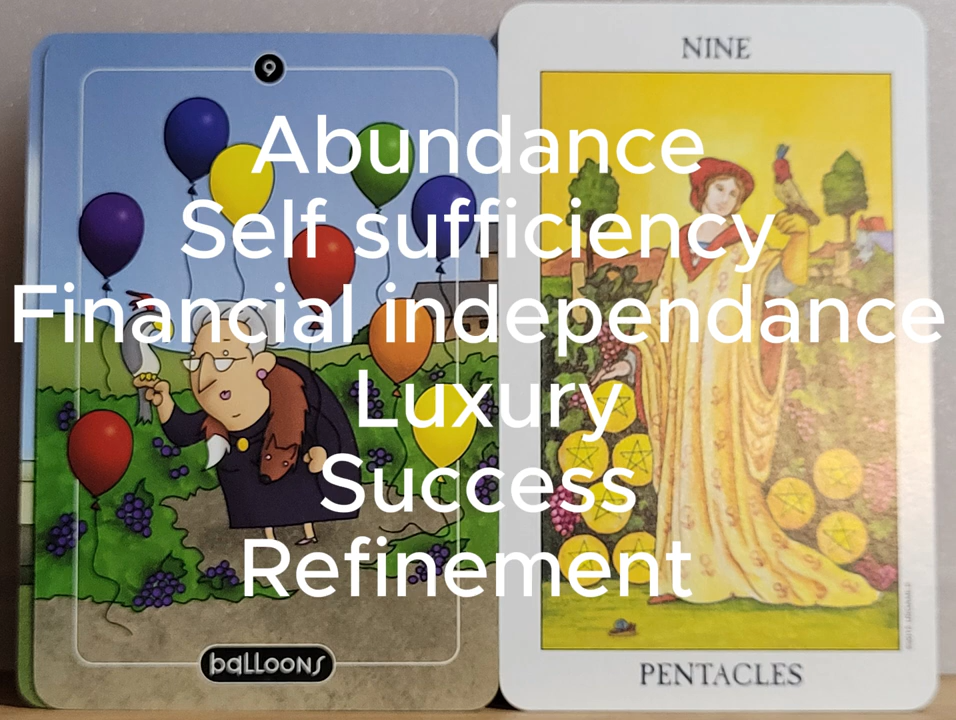 9
NINE
Abundance
Self sufficiency
Financial independance
Luxury
Success
Refinement
balloons
PENTACLES